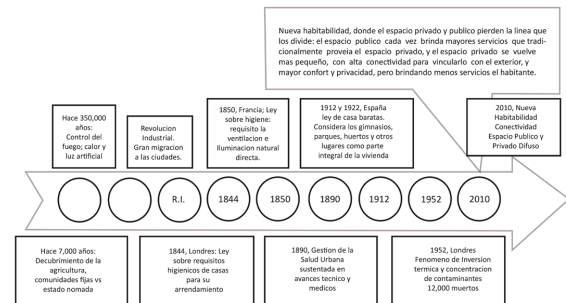 Nueva habitabilidad, donde el espacio privado y publico pierden la linea que
los divide: el espacio publico cada vez brinda mayores servicios que tradi-
cionalmente proveia el espacio privado, y el espacio privado se vuelve
mas pequeño, con alta conectividad para vincularlo con el exterior, y
mayor confort y privacidad, pero brindando menos servicios el habitante.
Hace 350,000
años:
Control del
fuego; calor y
luz artificial
Revolucion
Industrial.
Gran migracion
a las ciudades.
1850, Francia; Ley
sobre higiene:
requisito la
ventilacion e
Iluminacion natural
directa.
1912 y 1922, España
ley de casa baratas.
Considera los gimnasios,
parques, huertos y otros
lugares como parte
integral de la vivienda
2010, Nueva
Habitabilidad
Conectividad
Espacio Publico y
Privado Difuso
R.I.
1844
1850
1890
1912
1952
2010
Hace 7,000 años:
Decubrimiento de la
agricultura,
comunidades fijas vs
estado nomada
1844, Londres: Ley
sobre requisitos
higienicos de casas
para su
arrendamiento
1890, Gestion de la
Salud Urbana
sustentada en
avances tecnico y
medicos
1952, Londres
Fenomeno de Inversion
termica y concentracion
de contaminantes
12,000 muertos